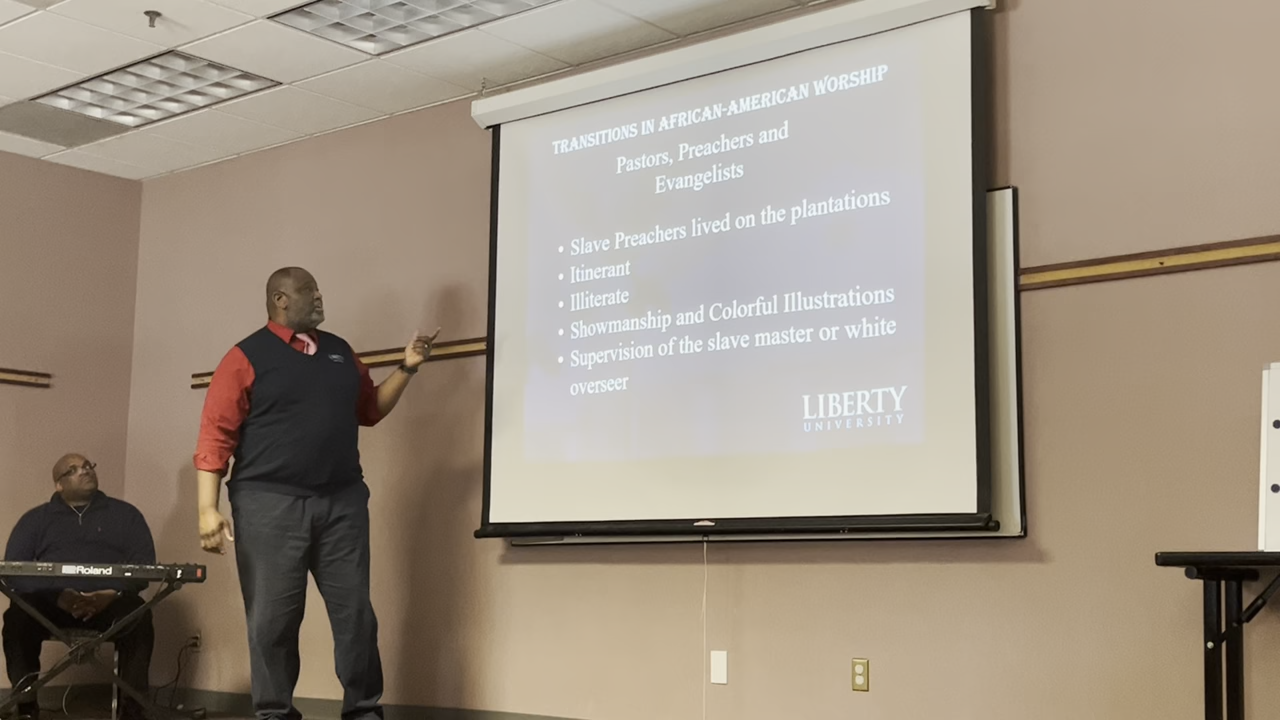 TRANSITIONS IN AFRICAN-AMERICAN WORSHIP
Pastors, Preachers and
Evangelists
• Slave Preachers lived on the plantations
• Itinerant
• Illiterate
• Showmanship and Colorful Illustrations
• Supervision of the slave master or white
overseer
LIBERTY
UNIVERSITY
Roland